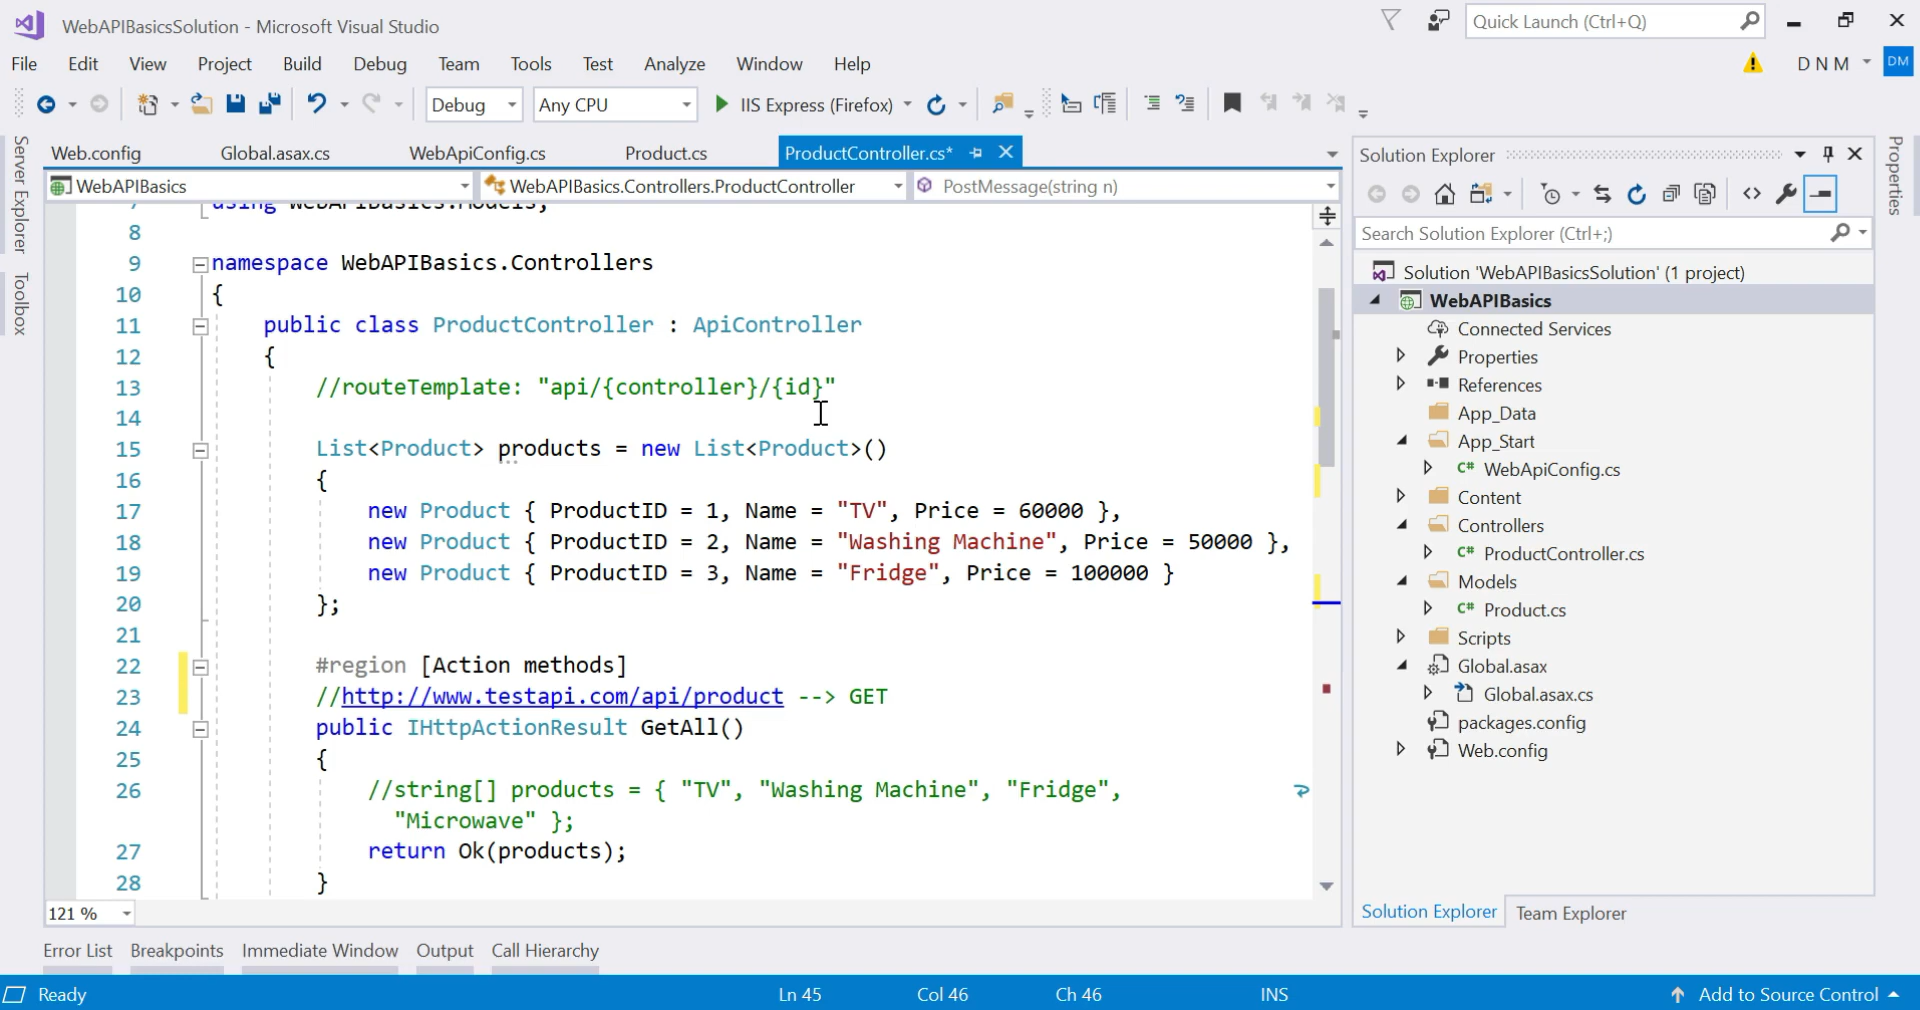 WebAPIBasicsSolution - Microsoft Visual Studio
Quick Launch (Ctrl+Q)
File Edit View Project Build Debug Team Tools Test Analyze Window Help
D N M DM
Debug Any CPU IIS Express (Firefox)
Server Explorer
Toolbox
Web.config Global.asax.cs WebApiConfig.cs Product.cs ProductController.cs*
WebAPIBasics WebAPIBasics.Controllers.ProductController PostMessage(string n)
7 using WebAPIBasics.Models;
8
9 namespace WebAPIBasics.Controllers
10 {
11 public class ProductController : ApiController
12 {
13 //routeTemplate: "api/{controller}/{id}"
14
15 List<Product> products = new List<Product>()
16 {
17 new Product { ProductID = 1, Name = "TV", Price = 60000 },
18 new Product { ProductID = 2, Name = "Washing Machine", Price = 50000 },
19 new Product { ProductID = 3, Name = "Fridge", Price = 100000 }
20 };
21
22 #region [Action methods]
23 //http://www.testapi.com/api/product --> GET
24 public IHttpActionResult GetAll()
25 {
26 //string[] products = { "TV", "Washing Machine", "Fridge",
"Microwave" };
27 return Ok(products);
28 }
121 %
Solution Explorer
Search Solution Explorer (Ctrl+;)
Solution 'WebAPIBasicsSolution' (1 project)
WebAPIBasics
Connected Services
Properties
References
App_Data
App_Start
C# WebApiConfig.cs
Content
Controllers
C# ProductController.cs
Models
C# Product.cs
Scripts
Global.asax
Global.asax.cs
packages.config
Web.config
Solution Explorer Team Explorer
Properties
Error List Breakpoints Immediate Window Output Call Hierarchy
Ready Ln 45 Col 46 Ch 46 INS Add to Source Control